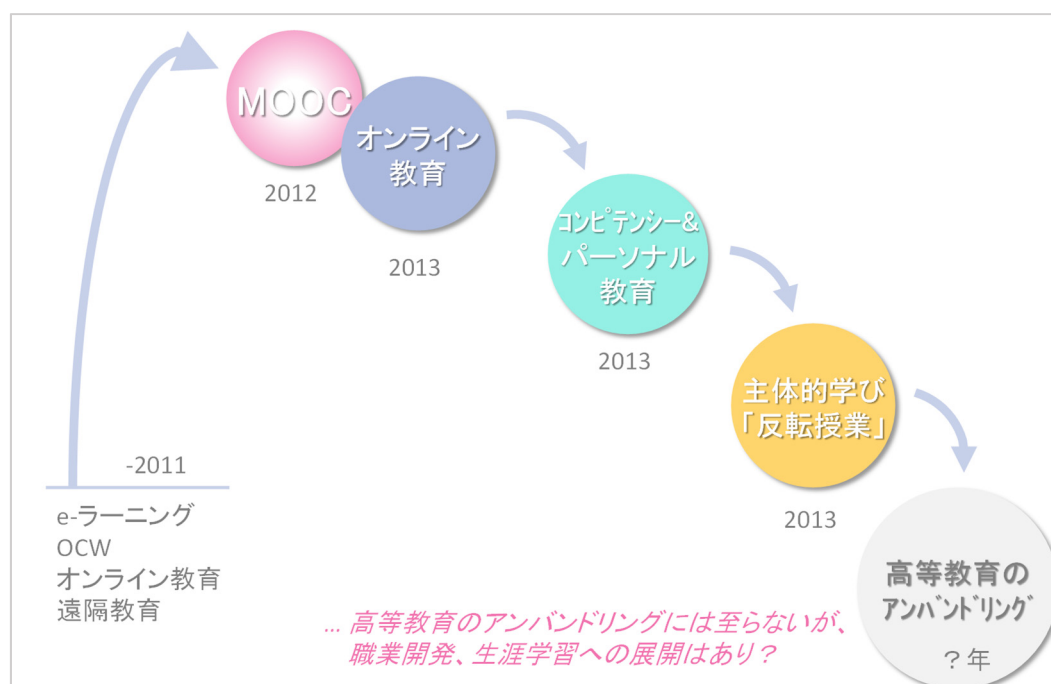 MOOC
2012
オンライン
教育
2013
コンピテンシー&
パーソナル
教育
2013
主体的学び
「反転授業」
2013
高等教育の
アンバンドリング
？年
-2011
e-ラーニング
OCW
オンライン教育
遠隔教育
... 高等教育のアンバンドリングには至らないが、
職業開発、生涯学習への展開はあり？